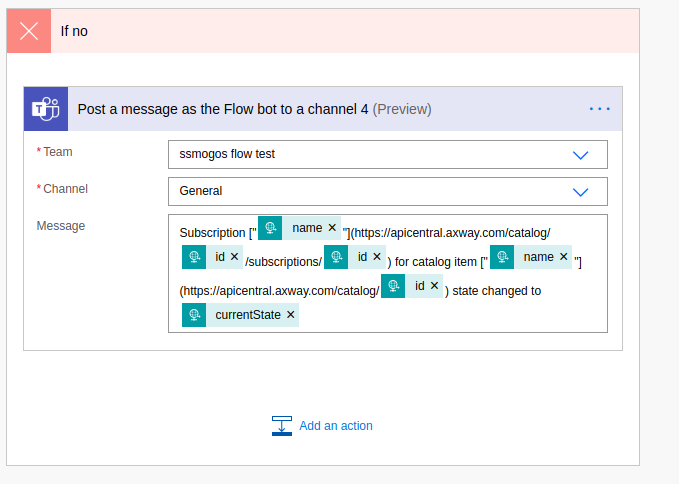 If no
T
Post a message as the Flow bot to a channel 4 (Preview)
* Team
ssmogos flow test
* Channel
General
Message
Subscription [" name × "](https://apicentral.axway.com/catalog/
id × /subscriptions/ id × ) for catalog item [" name × "]
(https://apicentral.axway.com/catalog/ id × ) state changed to
currentState ×
Add an action